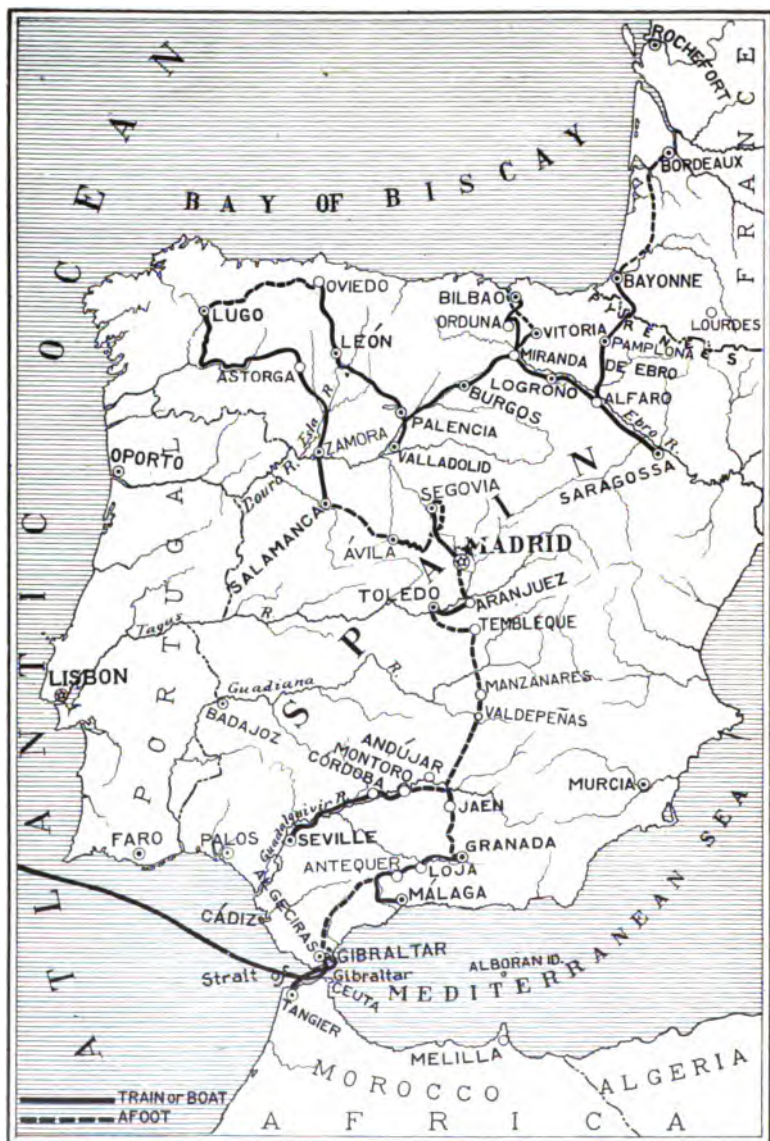 ROCHEFORT
FRANCE
BORDEAUX
ATLANTIC OCEAN
BAY OF BISCAY
BAYONNE
PYRENEES
LOURDES
OVIEDO
LUGO
BILBAO
ORDUNA
VITORIA
LEÓN
MIRANDA
DE EBRO
PAMPLONA
ASTORGA
LOGROÑO
ALFARO
BURGOS
Ebro R.
Esla R.
PALENCIA
ZAMORA
VALLADOLID
OPORTO
Douro R.
SARAGOSSA
SEGOVIA
SALAMANCA
ÁVILA
MADRID
SPAIN
PORTUGAL
TOLEDO
ARANJUEZ
TEMBLEQUE
Tagus R
LISBON
Guadiana R.
MANZANARES
BADAJOZ
VALDEPEÑAS
ANDÚJAR
MONTORO
CÓRDOBA
MURCIA
Guadalquivir R.
JAEN
SEVILLE
FARO
PALOS
GRANADA
ANTEQUER
LOJA
MÁLAGA
ALGECIRAS
CÁDIZ
GIBRALTAR
Strait of Gibraltar
CEUTA
ALBORAN ID.
MEDITERRANEAN SEA
TANGIER
MELILLA
MOROCCO
ALGERIA
AFRICA
TRAIN or BOAT
AFOOT